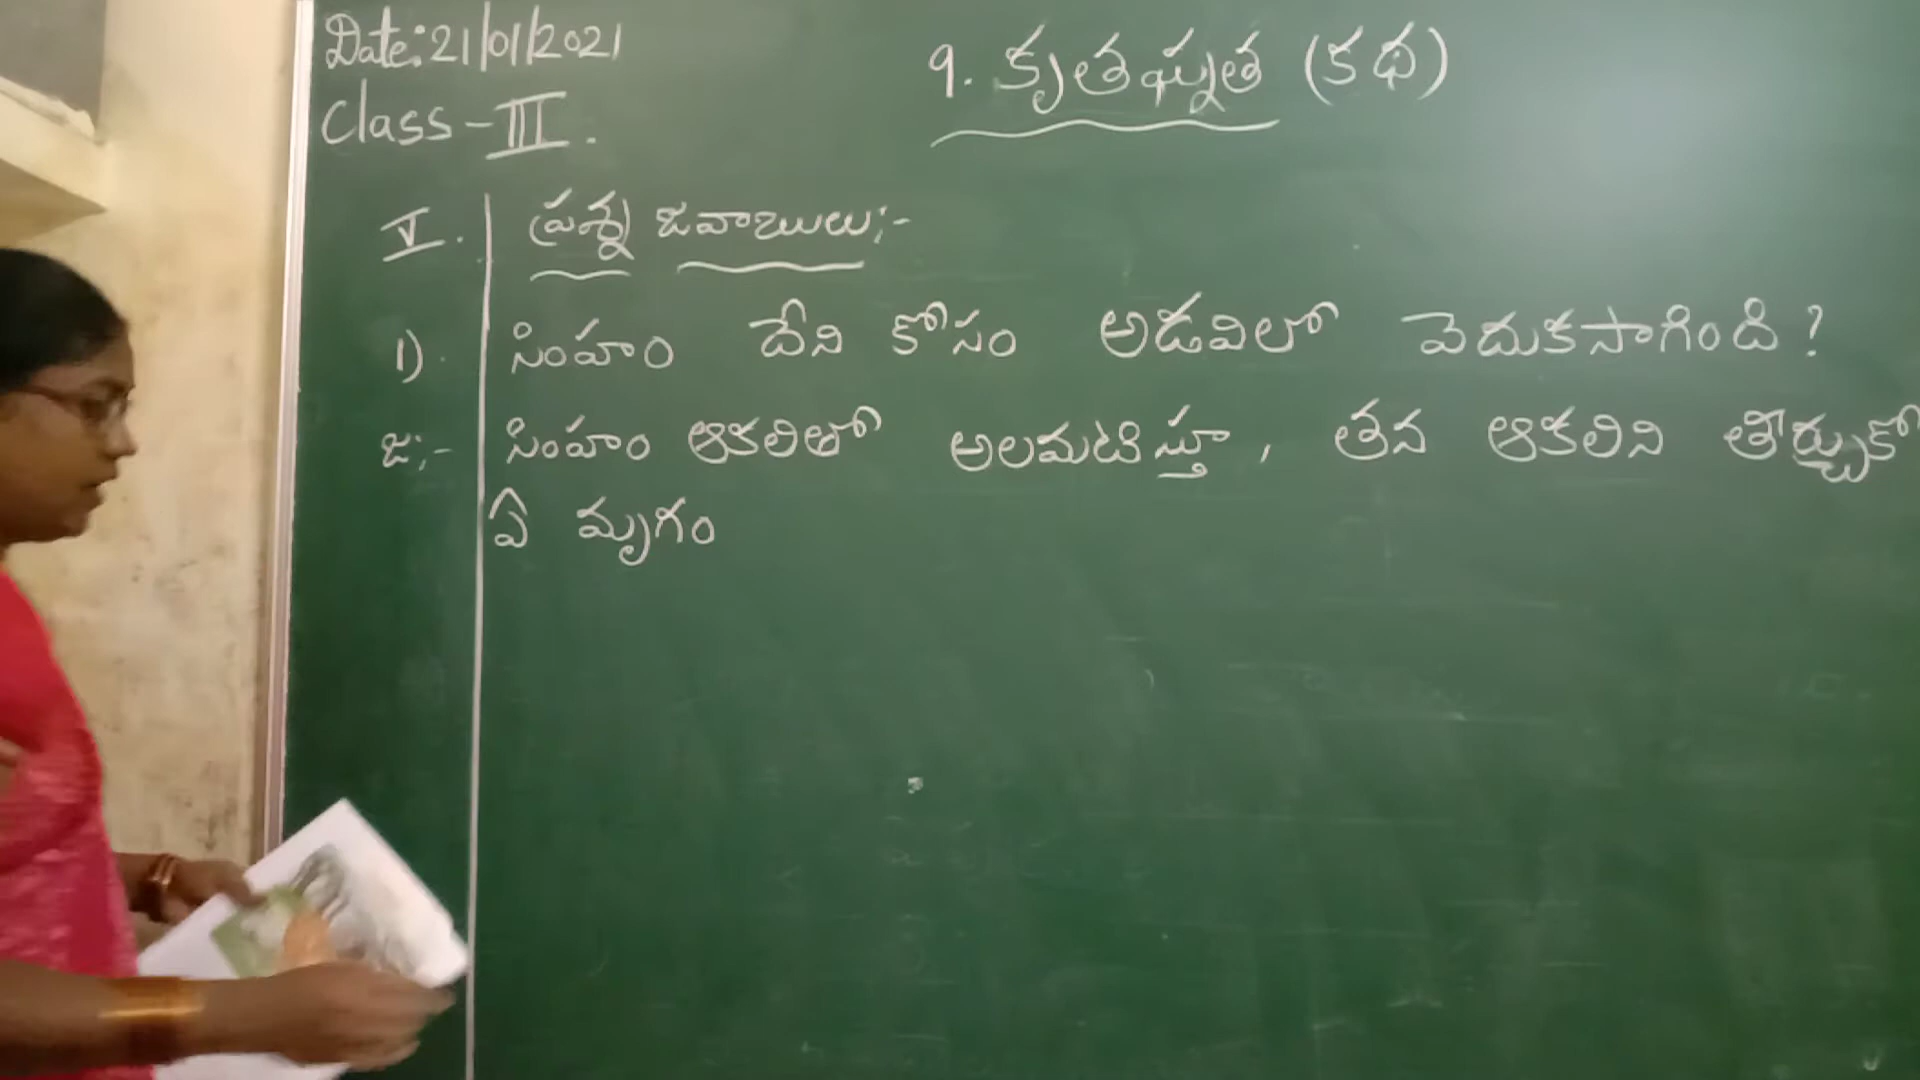 Date: 21/01/2021
9. కృతఘ్నత (కథ)
Class - III.
V. ప్రశ్న జవాబులు:-
1). సింహం దేని కోసం అడవిలో వెదుకసాగింది?
జ:- సింహం ఆకలితో అలమటిస్తూ, తన ఆకలిని తీర్చుకో
ఏ మృగం